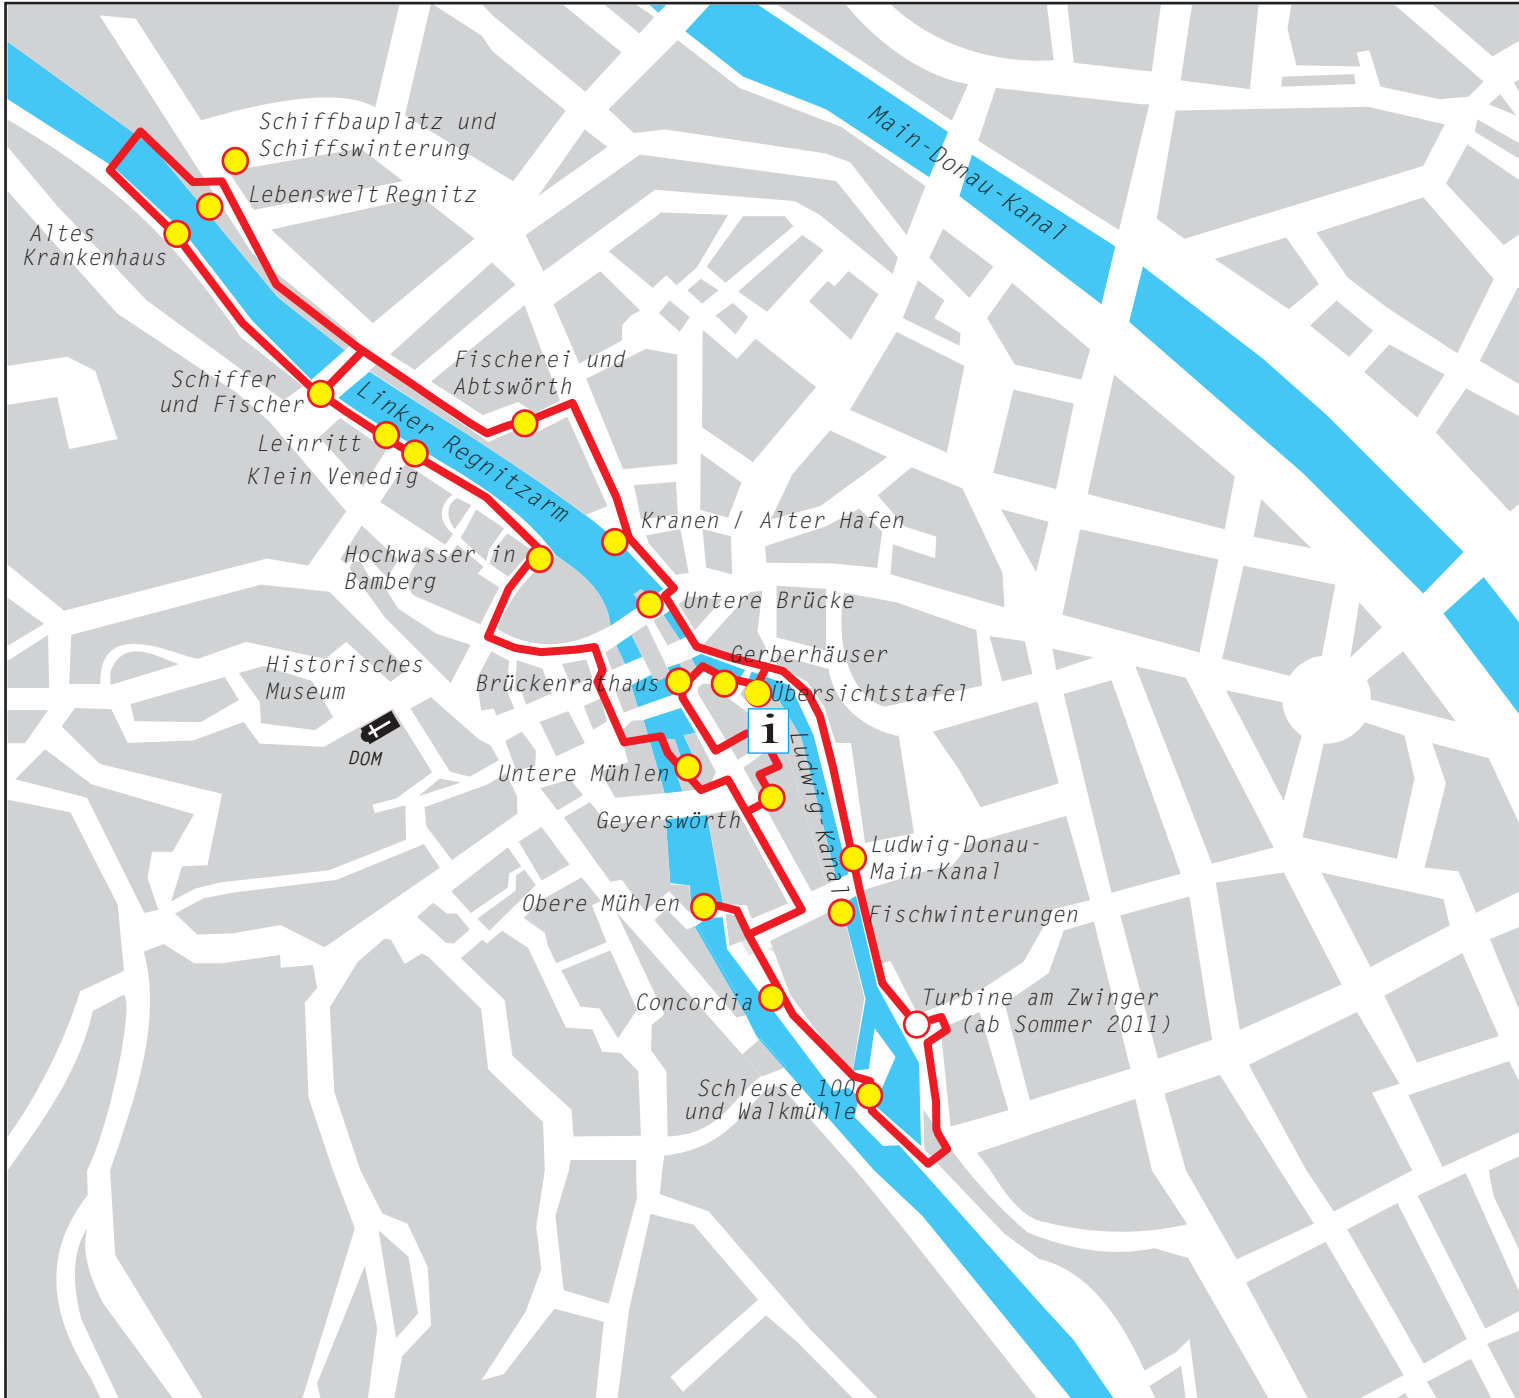 Main-Donau-Kanal
Schiffbauplatz und
Schiffswinterung
Lebenswelt Regnitz
Altes
Krankenhaus
Fischerei und
Abtswörth
Schiffer
und Fischer
Linker Regnitzarm
Leinritt
Klein Venedig
Kranen / Alter Hafen
Hochwasser in
Bamberg
Untere Brücke
Gerberhäuser
Historisches
Museum
Brückenrathaus
Übersichtstafel
i
DOM
Ludwig-Kanal
Untere Mühlen
Geyerswörth
Ludwig-Donau-
Main-Kanal
Obere Mühlen
Fischwinterungen
Concordia
Turbine am Zwinger
(ab Sommer 2011)
Schleuse 100
und Walkmühle